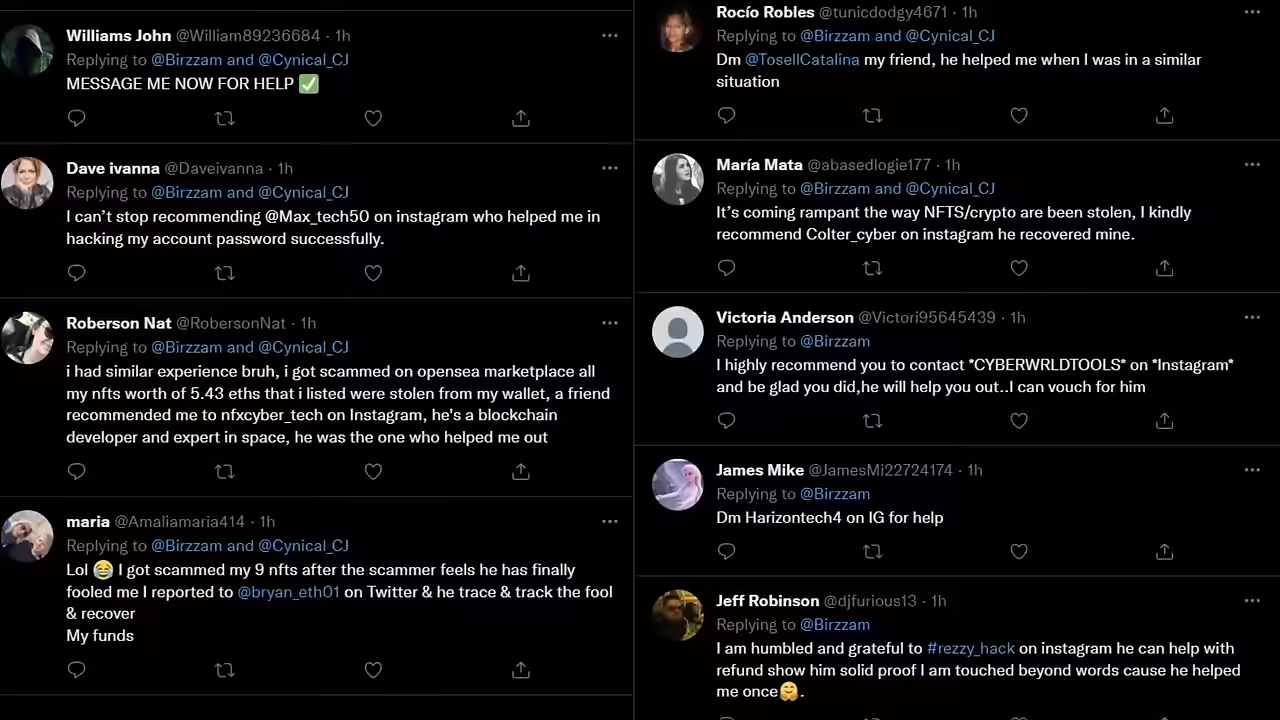 Williams John @William89236684 · 1h
Replying to @Birzzam and @Cynical_CJ
MESSAGE ME NOW FOR HELP ✅
Dave ivanna @Daveivanna · 1h
Replying to @Birzzam and @Cynical_CJ
I can’t stop recommending @Max_tech50 on instagram who helped me in
hacking my account password successfully.
Roberson Nat @RobersonNat · 1h
Replying to @Birzzam and @Cynical_CJ
i had similar experience bruh, i got scammed on opensea marketplace all
my nfts worth of 5.43 eths that i listed were stolen from my wallet, a friend
recommended me to nfxcyber_tech on Instagram, he's a blockchain
developer and expert in space, he was the one who helped me out
maria @Amaliamaria414 · 1h
Replying to @Birzzam and @Cynical_CJ
Lol 😂 I got scammed my 9 nfts after the scammer feels he has finally
fooled me I reported to @bryan_eth01 on Twitter & he trace & track the fool
& recover
My funds
Rocío Robles @tunicdodgy4671 · 1h
Replying to @Birzzam and @Cynical_CJ
Dm @TosellCatalina my friend, he helped me when I was in a similar
situation
María Mata @abasedlogie177 · 1h
Replying to @Birzzam and @Cynical_CJ
It’s coming rampant the way NFTS/crypto are been stolen, I kindly
recommend Colter_cyber on instagram he recovered mine.
Victoria Anderson @Victori95645439 · 1h
Replying to @Birzzam
I highly recommend you to contact *CYBERWRLDTOOLS* on *Instagram*
and be glad you did,he will help you out..I can vouch for him
James Mike @JamesMi22724174 · 1h
Replying to @Birzzam
Dm Harizontech4 on IG for help
Jeff Robinson @djfurious13 · 1h
Replying to @Birzzam
I am humbled and grateful to #rezzy_hack on instagram he can help with
refund show him solid proof I am touched beyond words cause he helped
me once🤗.